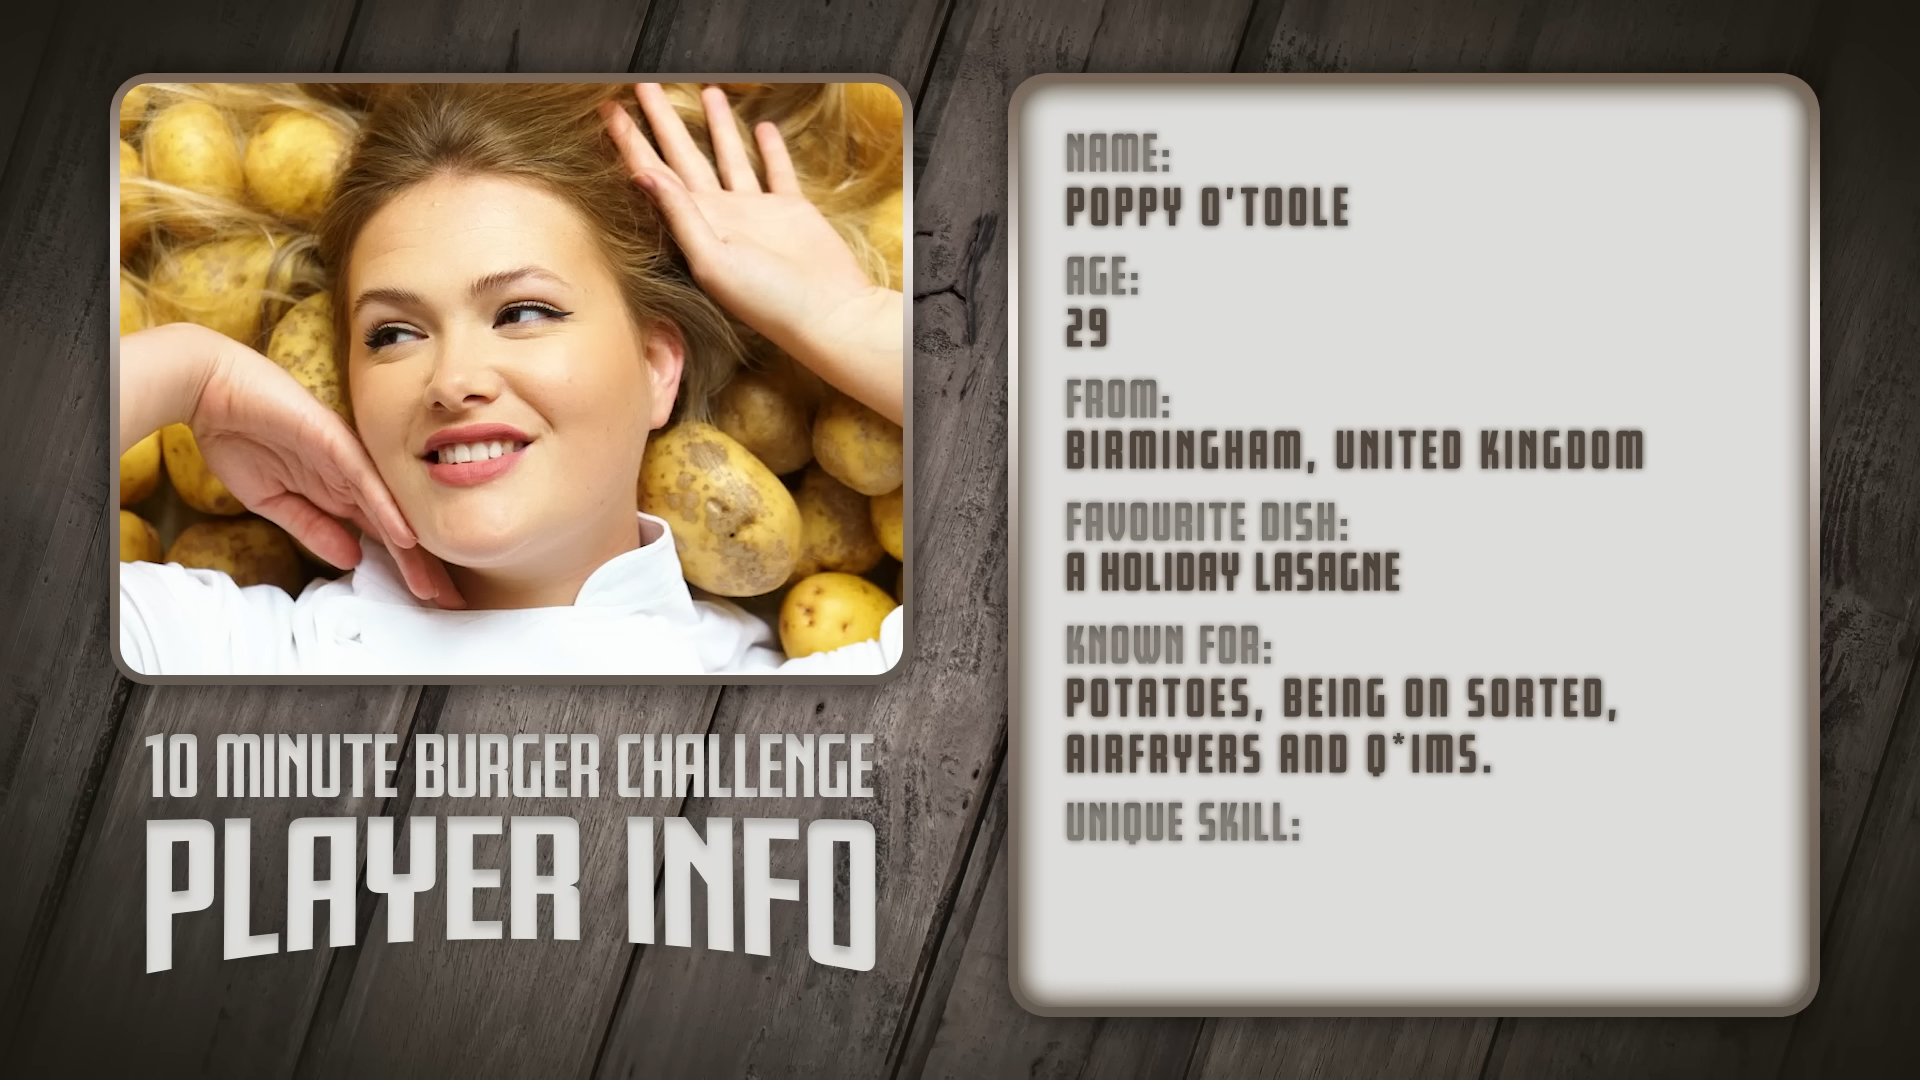 10 MINUTE BURGER CHALLENGE
PLAYER INFO
NAME:
POPPY O'TOOLE
AGE:
29
FROM:
BIRMINGHAM, UNITED KINGDOM
FAVOURITE DISH:
A HOLIDAY LASAGNE
KNOWN FOR:
POTATOES, BEING ON SORTED,
AIRFRYERS AND Q*IMS.
UNIQUE SKILL: